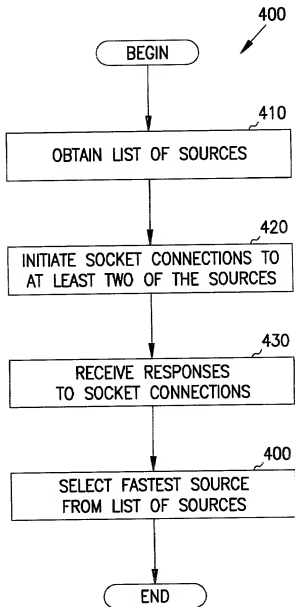 400
BEGIN
410
OBTAIN LIST OF SOURCES
420
INITIATE SOCKET CONNECTIONS TO
AT LEAST TWO OF THE SOURCES
430
RECEIVE RESPONSES
TO SOCKET CONNECTIONS
400
SELECT FASTEST SOURCE
FROM LIST OF SOURCES
END